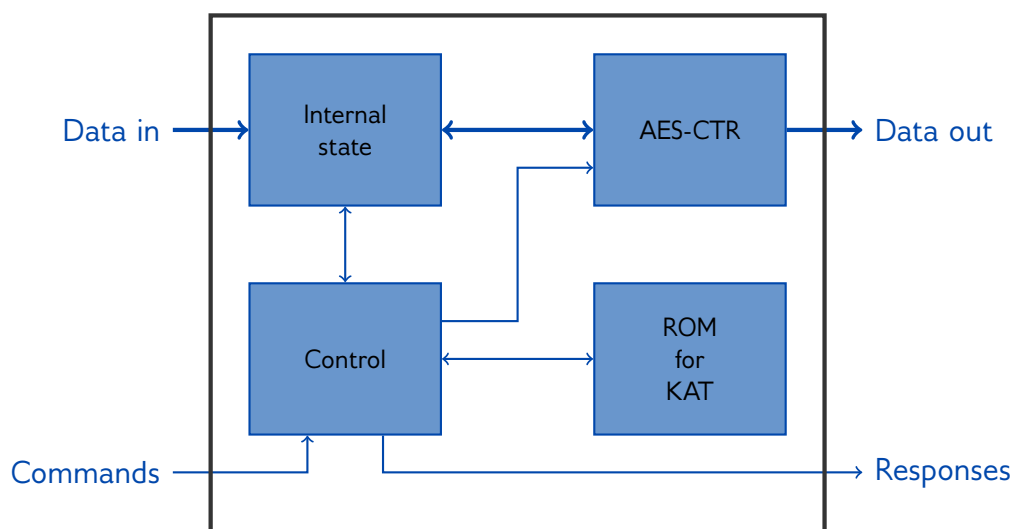 Data in
Internal
state
AES-CTR
Data out
Control
ROM
for
KAT
Commands
Responses